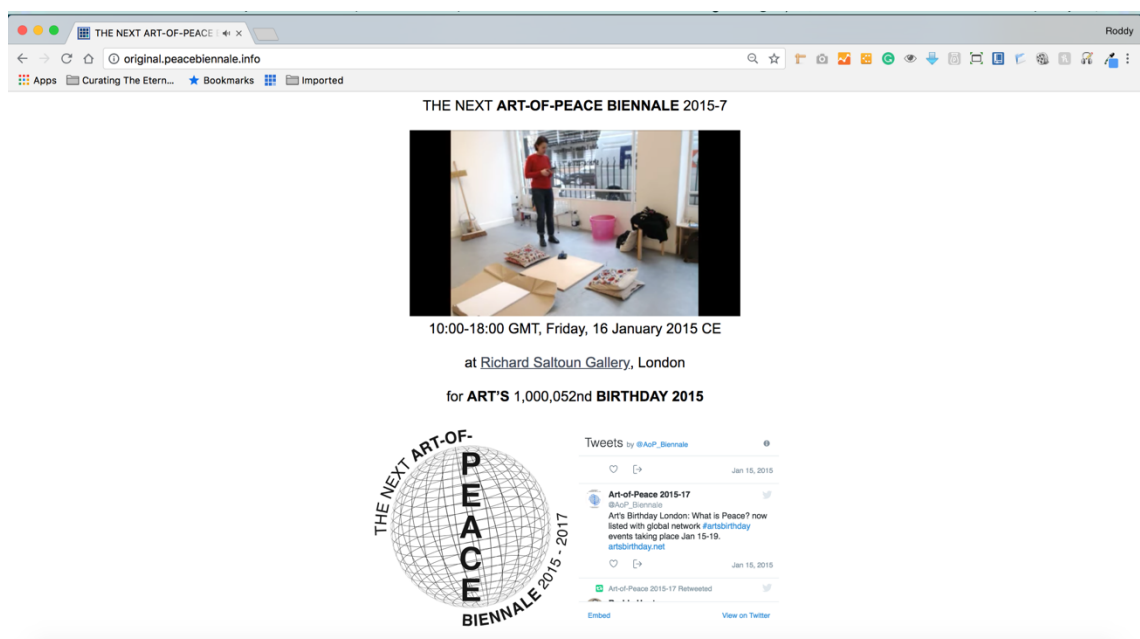 THE NEXT ART-OF-PEACE
Roddy
original.peacebiennale.info
Apps Curating The Etern... Bookmarks Imported
THE NEXT ART-OF-PEACE BIENNALE 2015-7
10:00-18:00 GMT, Friday, 16 January 2015 CE
at Richard Saltoun Gallery, London
for ART'S 1,000,052nd BIRTHDAY 2015
THE NEXT ART-OF-
PEACE
BIENNALE 2015 - 2017
Tweets by @AoP_Biennale
Jan 15, 2015
Art-of-Peace 2015-17
@AoP_Biennale
Art's Birthday London: What is Peace? now
listed with global network #artsbirthday
events taking place Jan 15-19.
artsbirthday.net
Jan 15, 2015
Art-of-Peace 2015-17 Retweeted
Embed View on Twitter